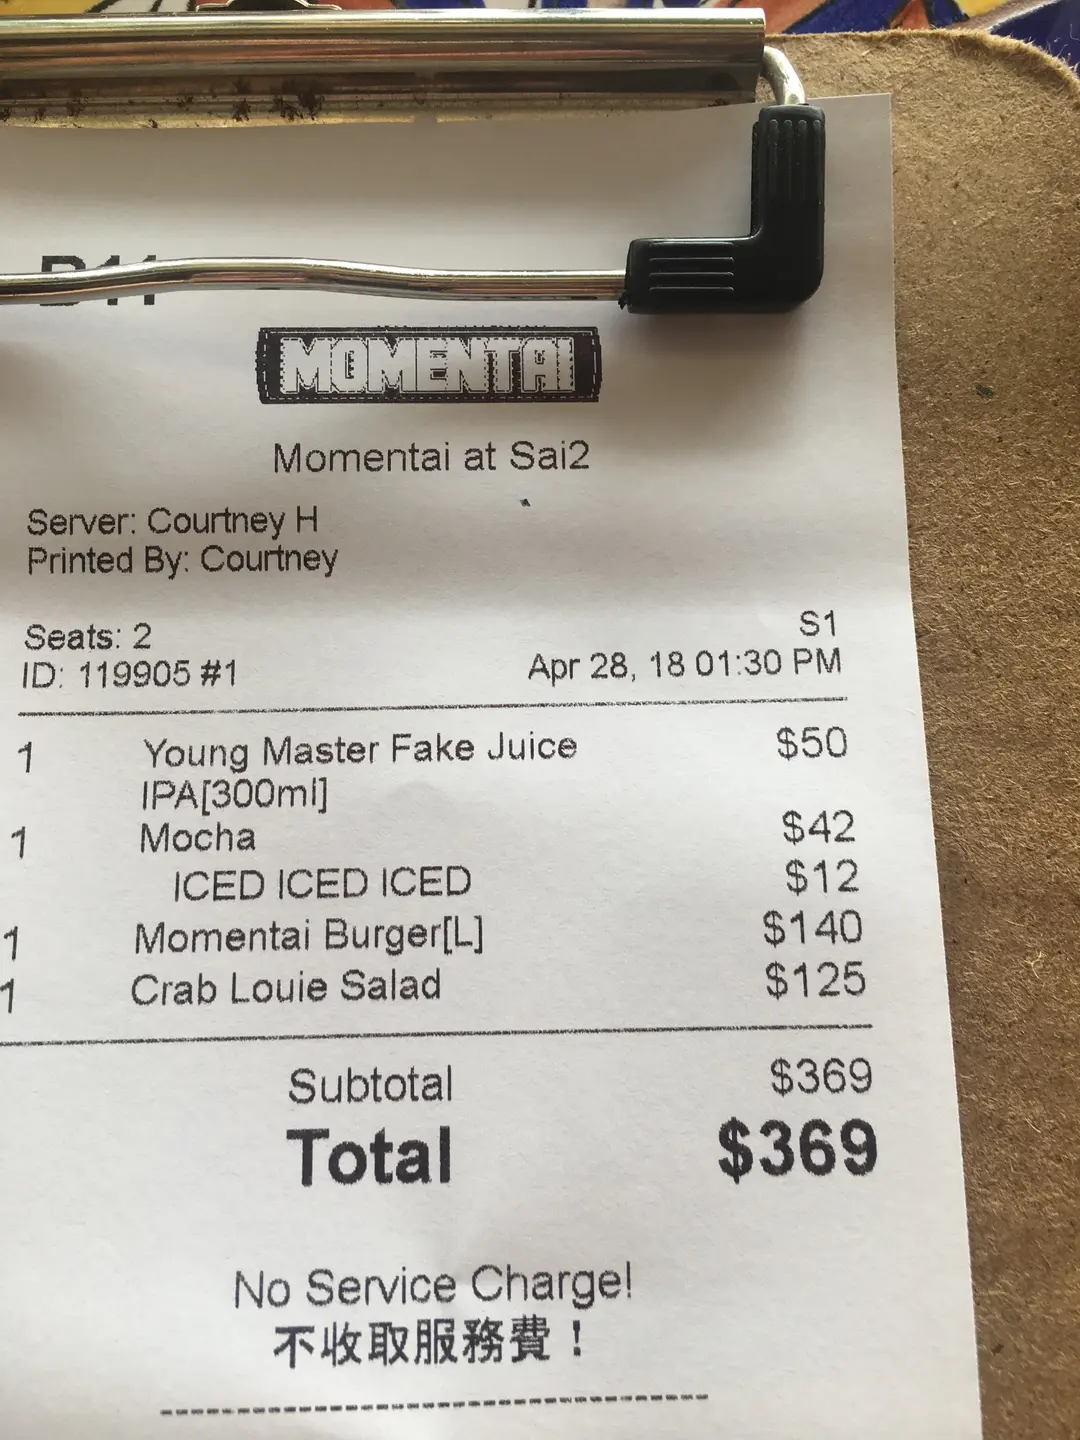 B11
MOMENTAI
Momentai at Sai2
Server: Courtney H
Printed By: Courtney
Seats: 2 S1
ID: 119905 #1 Apr 28, 18 01:30 PM
1 Young Master Fake Juice $50
IPA[300ml]
1 Mocha $42
ICED ICED ICED $12
1 Momentai Burger[L] $140
1 Crab Louie Salad $125
Subtotal $369
Total $369
No Service Charge!
不收取服務費！